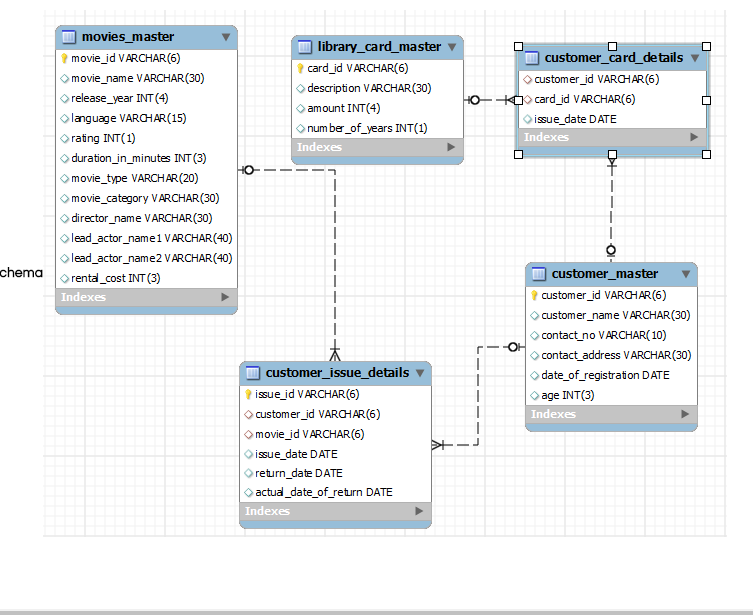 movies_master
movie_id VARCHAR(6)
movie_name VARCHAR(30)
release_year INT(4)
language VARCHAR(15)
rating INT(1)
duration_in_minutes INT(3)
movie_type VARCHAR(20)
movie_category VARCHAR(30)
director_name VARCHAR(30)
lead_actor_name1 VARCHAR(40)
lead_actor_name2 VARCHAR(40)
rental_cost INT(3)
Indexes
library_card_master
card_id VARCHAR(6)
description VARCHAR(30)
amount INT(4)
number_of_years INT(1)
Indexes
customer_card_details
customer_id VARCHAR(6)
card_id VARCHAR(6)
issue_date DATE
Indexes
chema
customer_master
customer_id VARCHAR(6)
customer_name VARCHAR(30)
contact_no VARCHAR(10)
contact_address VARCHAR(30)
date_of_registration DATE
age INT(3)
Indexes
customer_issue_details
issue_id VARCHAR(6)
customer_id VARCHAR(6)
movie_id VARCHAR(6)
issue_date DATE
return_date DATE
actual_date_of_return DATE
Indexes